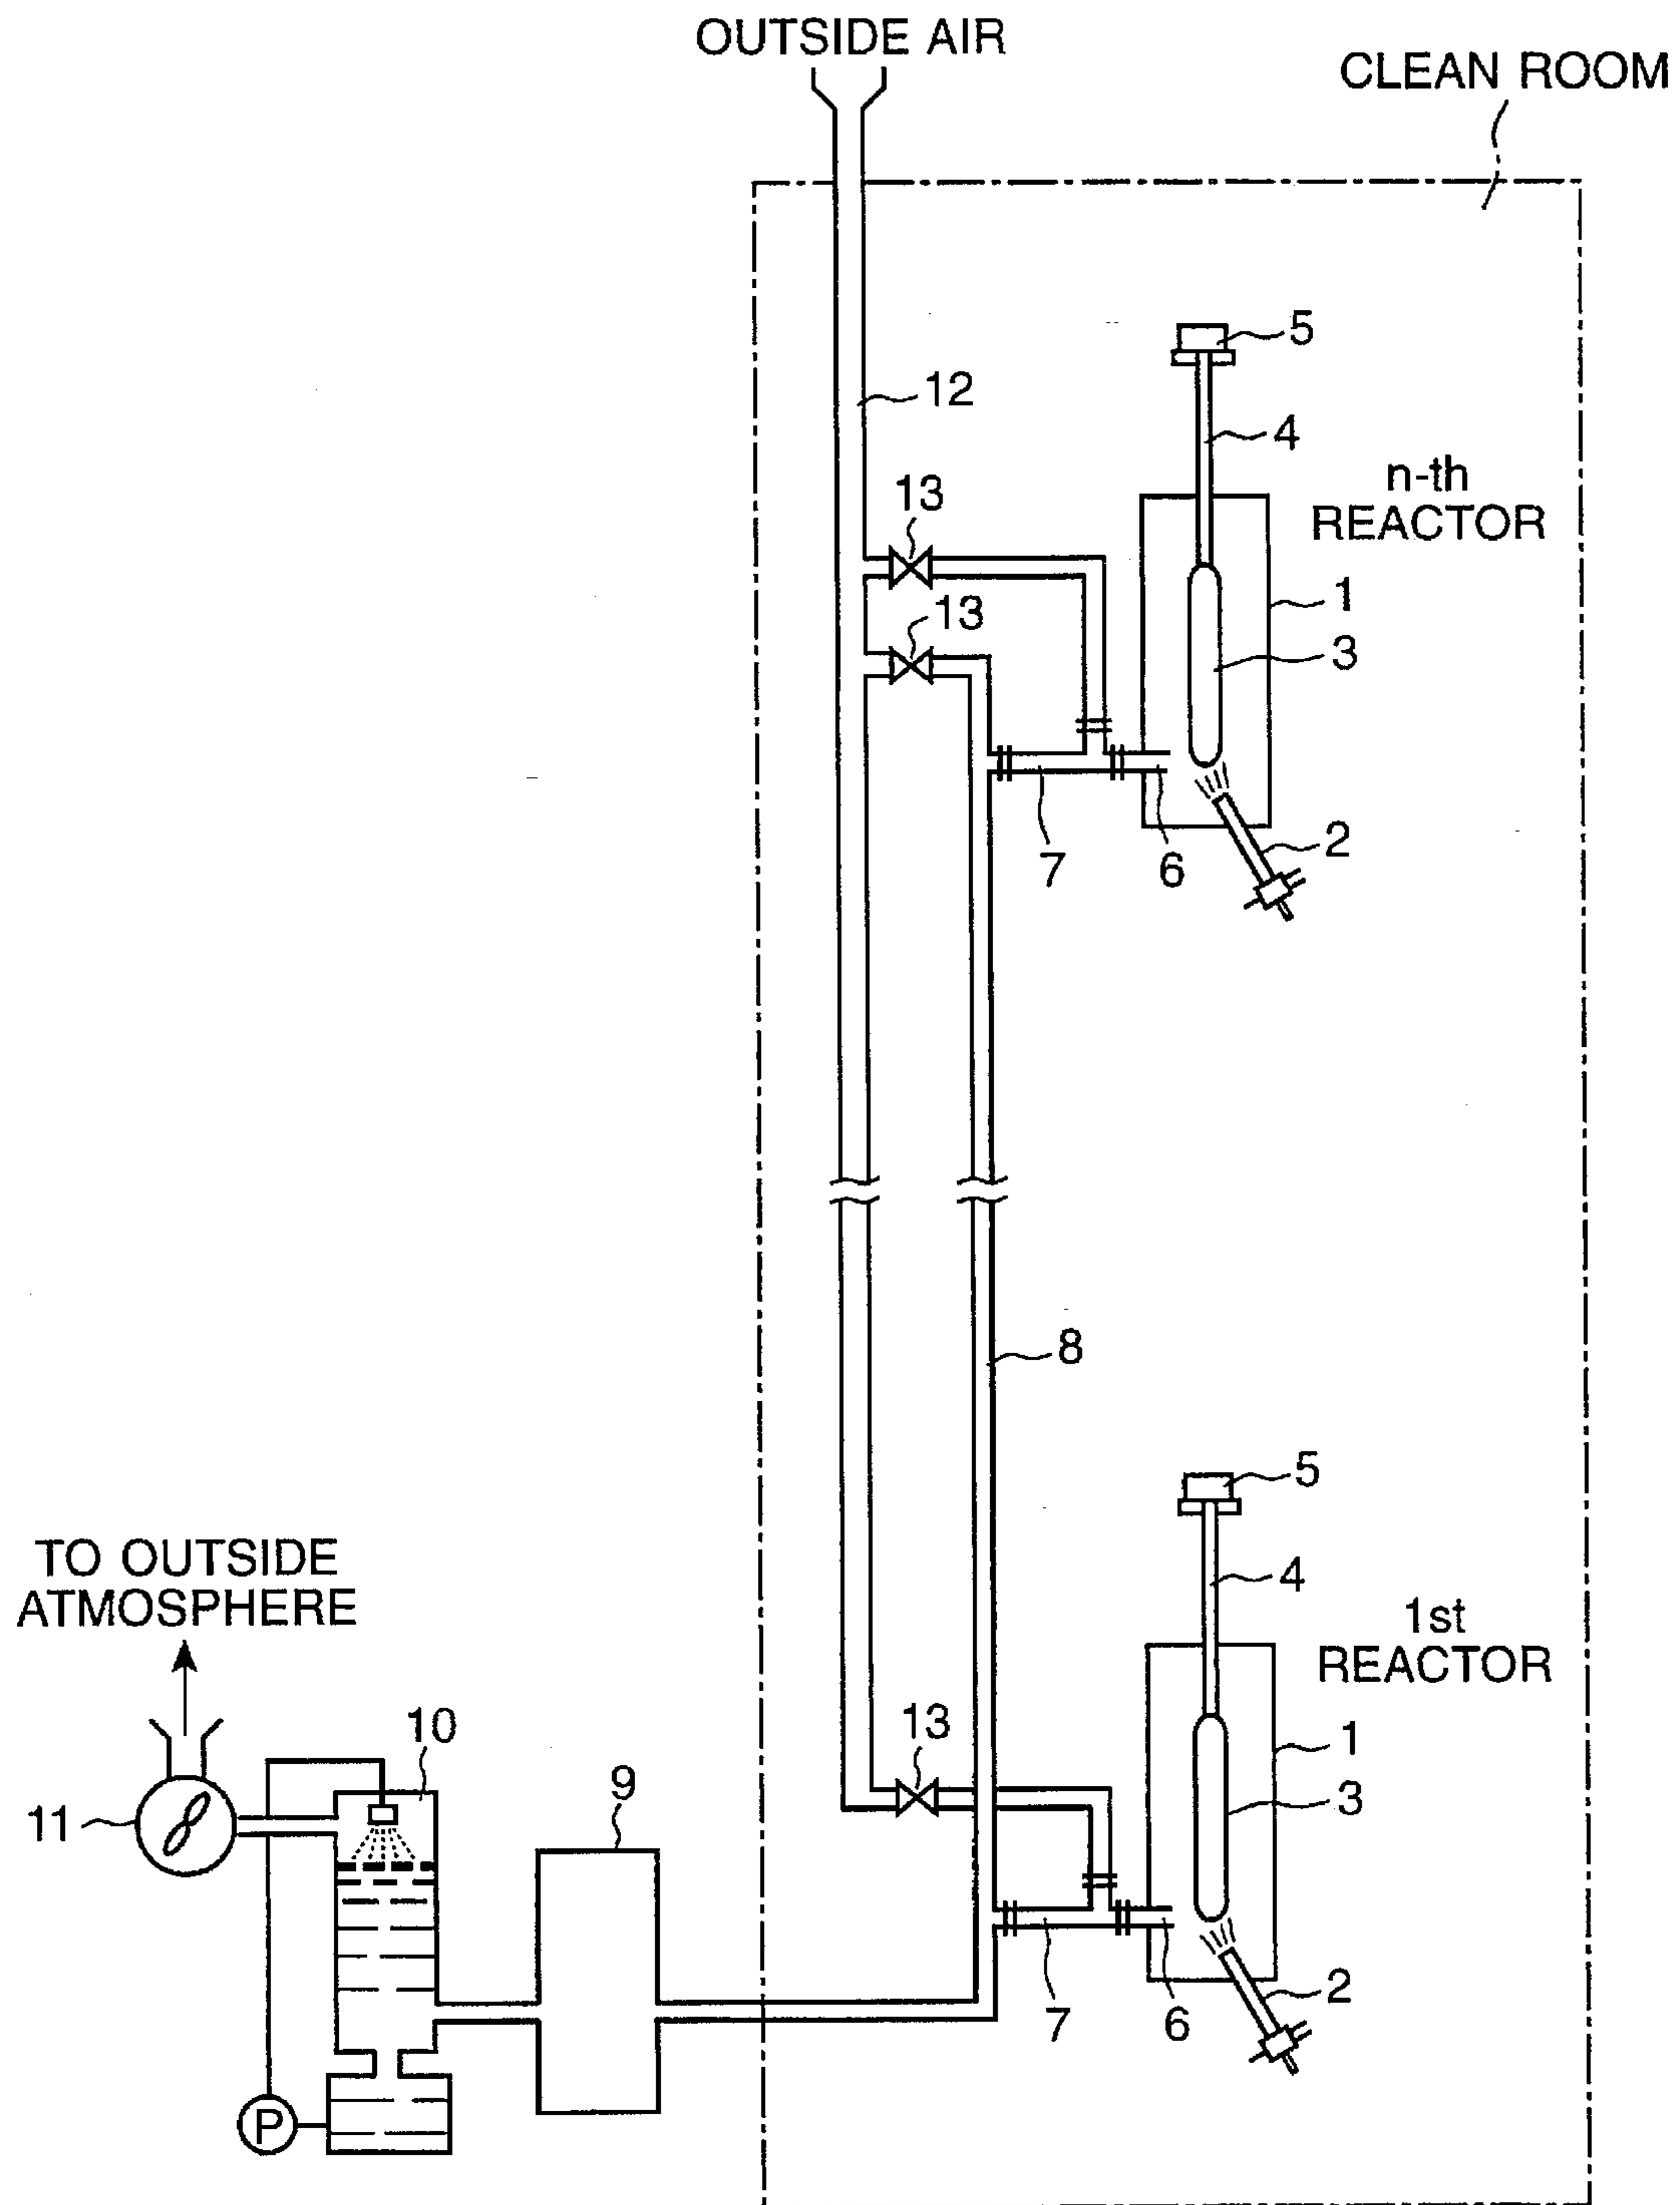 OUTSIDE AIR
CLEAN ROOM
5
12
4
13
n-th
REACTOR
1
13
3
7
6
2
8
5
TO OUTSIDE
ATMOSPHERE
4
1st
REACTOR
10
13
1
9
3
11
7
6
2
P